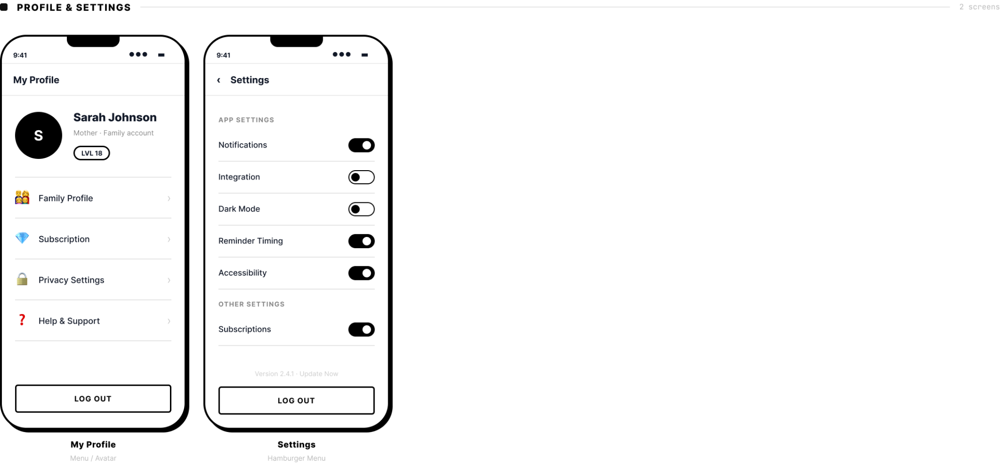 PROFILE & SETTINGS
2 screens
9:41
My Profile
S
Sarah Johnson
Mother · Family account
LVL 18
Family Profile ›
Subscription ›
Privacy Settings ›
Help & Support ›
LOG OUT
My Profile
Menu / Avatar
9:41
‹ Settings
APP SETTINGS
Notifications
Integration
Dark Mode
Reminder Timing
Accessibility
OTHER SETTINGS
Subscriptions
Version 2.4.1 · Update Now
LOG OUT
Settings
Hamburger Menu